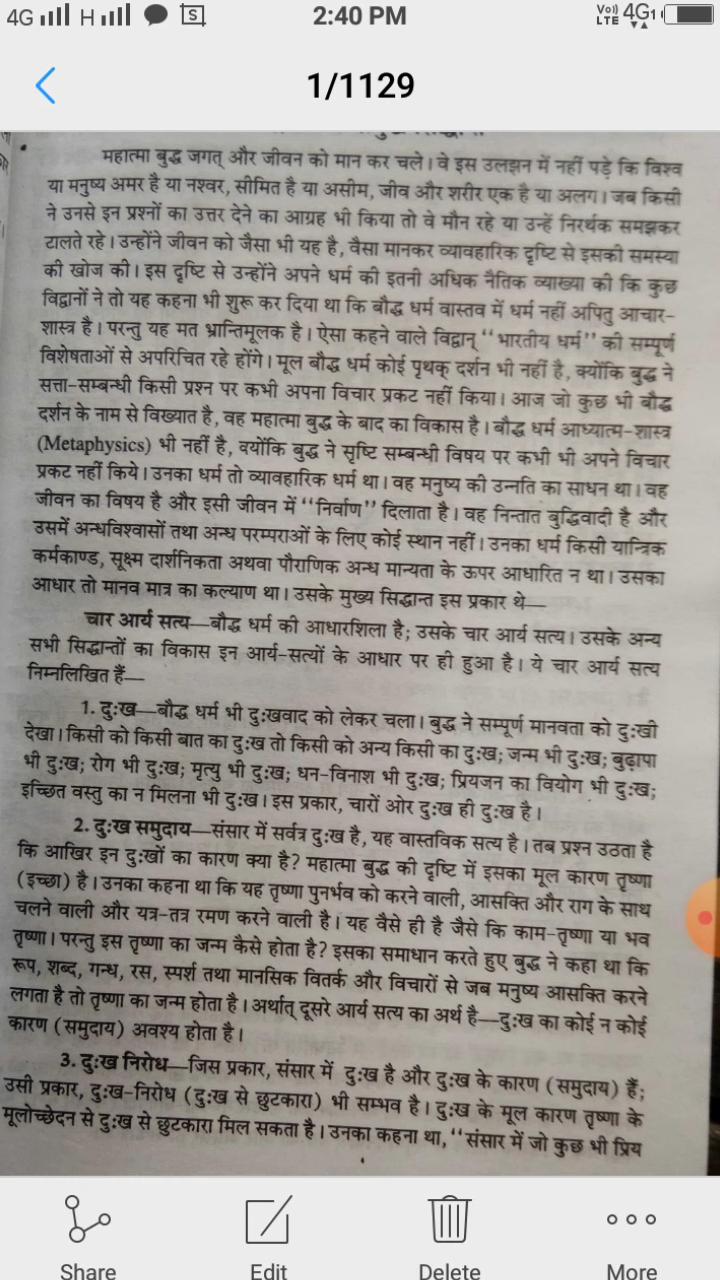 4G H S 2:40 PM VoI) LTE 4G1
1/1129
महात्मा बुद्ध जगत् और जीवन को मान कर चले। वे इस उलझन में नहीं पड़े कि विश्व
या मनुष्य अमर है या नश्वर, सीमित है या असीम, जीव और शरीर एक है या अलग। जब किसी
ने उनसे इन प्रश्नों का उत्तर देने का आग्रह भी किया तो वे मौन रहे या उन्हें निरर्थक समझकर
टालते रहे। उन्होंने जीवन को जैसा भी यह है, वैसा मानकर व्यावहारिक दृष्टि से इसकी समस्या
की खोज की। इस दृष्टि से उन्होंने अपने धर्म की इतनी अधिक नैतिक व्याख्या की कि कुछ
विद्वानों ने तो यह कहना भी शुरू कर दिया था कि बौद्ध धर्म वास्तव में धर्म नहीं अपितु आचार-
शास्त्र है। परन्तु यह मत भ्रान्तिमूलक है। ऐसा कहने वाले विद्वान् ‘‘भारतीय धर्म’’ की सम्पूर्ण
विशेषताओं से अपरिचित रहे होंगे। मूल बौद्ध धर्म कोई पृथक् दर्शन भी नहीं है, क्योंकि बुद्ध ने
सत्ता-सम्बन्धी किसी प्रश्न पर कभी अपना विचार प्रकट नहीं किया। आज जो कुछ भी बौद्ध
दर्शन के नाम से विख्यात है, वह महात्मा बुद्ध के बाद का विकास है। बौद्ध धर्म आध्यात्म-शास्त्र
(Metaphysics) भी नहीं है, क्योंकि बुद्ध ने सृष्टि सम्बन्धी विषय पर कभी भी अपने विचार
प्रकट नहीं किये। उनका धर्म तो व्यावहारिक धर्म था। वह मनुष्य की उन्नति का साधन था। वह
जीवन का विषय है और इसी जीवन में ‘‘निर्वाण’’ दिलाता है। वह नितान्त बुद्धिवादी है और
उसमें अन्धविश्वासों तथा अन्ध परम्पराओं के लिए कोई स्थान नहीं। उनका धर्म किसी यान्त्रिक
कर्मकाण्ड, सूक्ष्म दार्शनिकता अथवा पौराणिक अन्ध मान्यता के ऊपर आधारित न था। उसका
आधार तो मानव मात्र का कल्याण था। उसके मुख्य सिद्धान्त इस प्रकार थे—
चार आर्य सत्य—बौद्ध धर्म की आधारशिला है; उसके चार आर्य सत्य। उसके अन्य
सभी सिद्धान्तों का विकास इन आर्य-सत्यों के आधार पर ही हुआ है। ये चार आर्य सत्य
निम्नलिखित हैं—
1. दुःख—बौद्ध धर्म भी दुःखवाद को लेकर चला। बुद्ध ने सम्पूर्ण मानवता को दुःखी
देखा। किसी को किसी बात का दुःख तो किसी को अन्य किसी का दुःख; जन्म भी दुःख; बुढ़ापा
भी दुःख; रोग भी दुःख; मृत्यु भी दुःख; धन-विनाश भी दुःख; प्रियजन का वियोग भी दुःख;
इच्छित वस्तु का न मिलना भी दुःख। इस प्रकार, चारों ओर दुःख ही दुःख है।
2. दुःख समुदाय—संसार में सर्वत्र दुःख है, यह वास्तविक सत्य है। तब प्रश्न उठता है
कि आखिर इन दुःखों का कारण क्या है? महात्मा बुद्ध की दृष्टि में इसका मूल कारण तृष्णा
(इच्छा) है। उनका कहना था कि यह तृष्णा पुनर्भव को करने वाली, आसक्ति और राग के साथ
चलने वाली और यत्र-तत्र रमण करने वाली है। यह वैसे ही है जैसे कि काम-तृष्णा या भव
तृष्णा। परन्तु इस तृष्णा का जन्म कैसे होता है? इसका समाधान करते हुए बुद्ध ने कहा था कि
रूप, शब्द, गन्ध, रस, स्पर्श तथा मानसिक वितर्क और विचारों से जब मनुष्य आसक्ति करने
लगता है तो तृष्णा का जन्म होता है। अर्थात् दूसरे आर्य सत्य का अर्थ है—दुःख का कोई न कोई
कारण (समुदाय) अवश्य होता है।
3. दुःख निरोध—जिस प्रकार, संसार में दुःख है और दुःख के कारण (समुदाय) हैं;
उसी प्रकार, दुःख-निरोध (दुःख से छुटकारा) भी सम्भव है। दुःख के मूल कारण तृष्णा के
मूलोच्छेदन से दुःख से छुटकारा मिल सकता है। उनका कहना था, ‘‘संसार में जो कुछ भी प्रिय
Share Edit Delete More